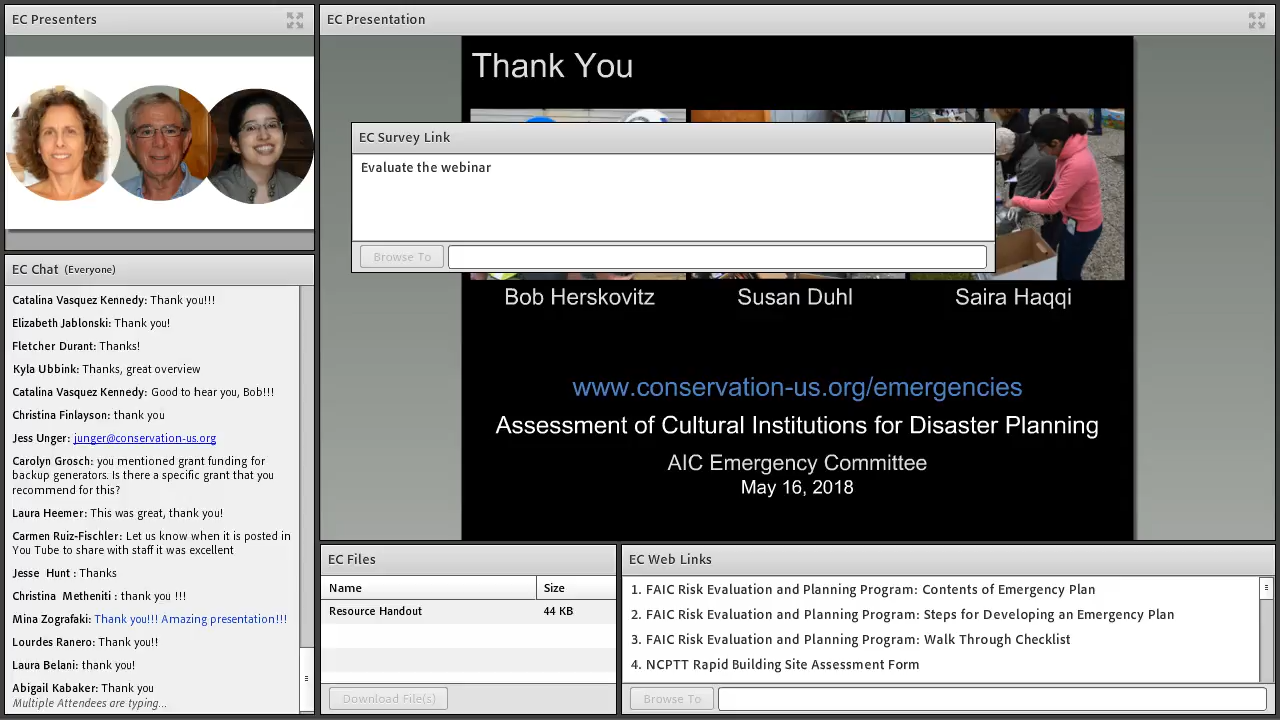 EC Presenters
EC Presentation
Thank You
EC Survey Link
Evaluate the webinar
Browse To
Bob Herskovitz
Susan Duhl
Saira Haqqi
www.conservation-us.org/emergencies
Assessment of Cultural Institutions for Disaster Planning
AIC Emergency Committee
May 16, 2018
EC Chat (Everyone)
Catalina Vasquez Kennedy: Thank you!!!
Elizabeth Jablonski: Thank you!
Fletcher Durant: Thanks!
Kyla Ubbink: Thanks, great overview
Catalina Vasquez Kennedy: Good to hear you, Bob!!!
Christina Finlayson: thank you
Jess Unger: junger@conservation-us.org
Carolyn Grosch: you mentioned grant funding for
backup generators. Is there a specific grant that you
recommend for this?
Laura Heemer: This was great, thank you!
Carmen Ruiz-Fischler: Let us know when it is posted in
You Tube to share with staff it was excellent
Jesse Hunt : Thanks
Christina Metheniti : thank you !!!
Mina Zografaki: Thank you!!! Amazing presentation!!!
Lourdes Ranero: Thank you!!
Laura Belani: thank you!
Abigail Kabaker: Thank you
Multiple Attendees are typing...
EC Files
Name
Size
Resource Handout
44 KB
Download File(s)
EC Web Links
1. FAIC Risk Evaluation and Planning Program: Contents of Emergency Plan
2. FAIC Risk Evaluation and Planning Program: Steps for Developing an Emergency Plan
3. FAIC Risk Evaluation and Planning Program: Walk Through Checklist
4. NCPTT Rapid Building Site Assessment Form
Browse To